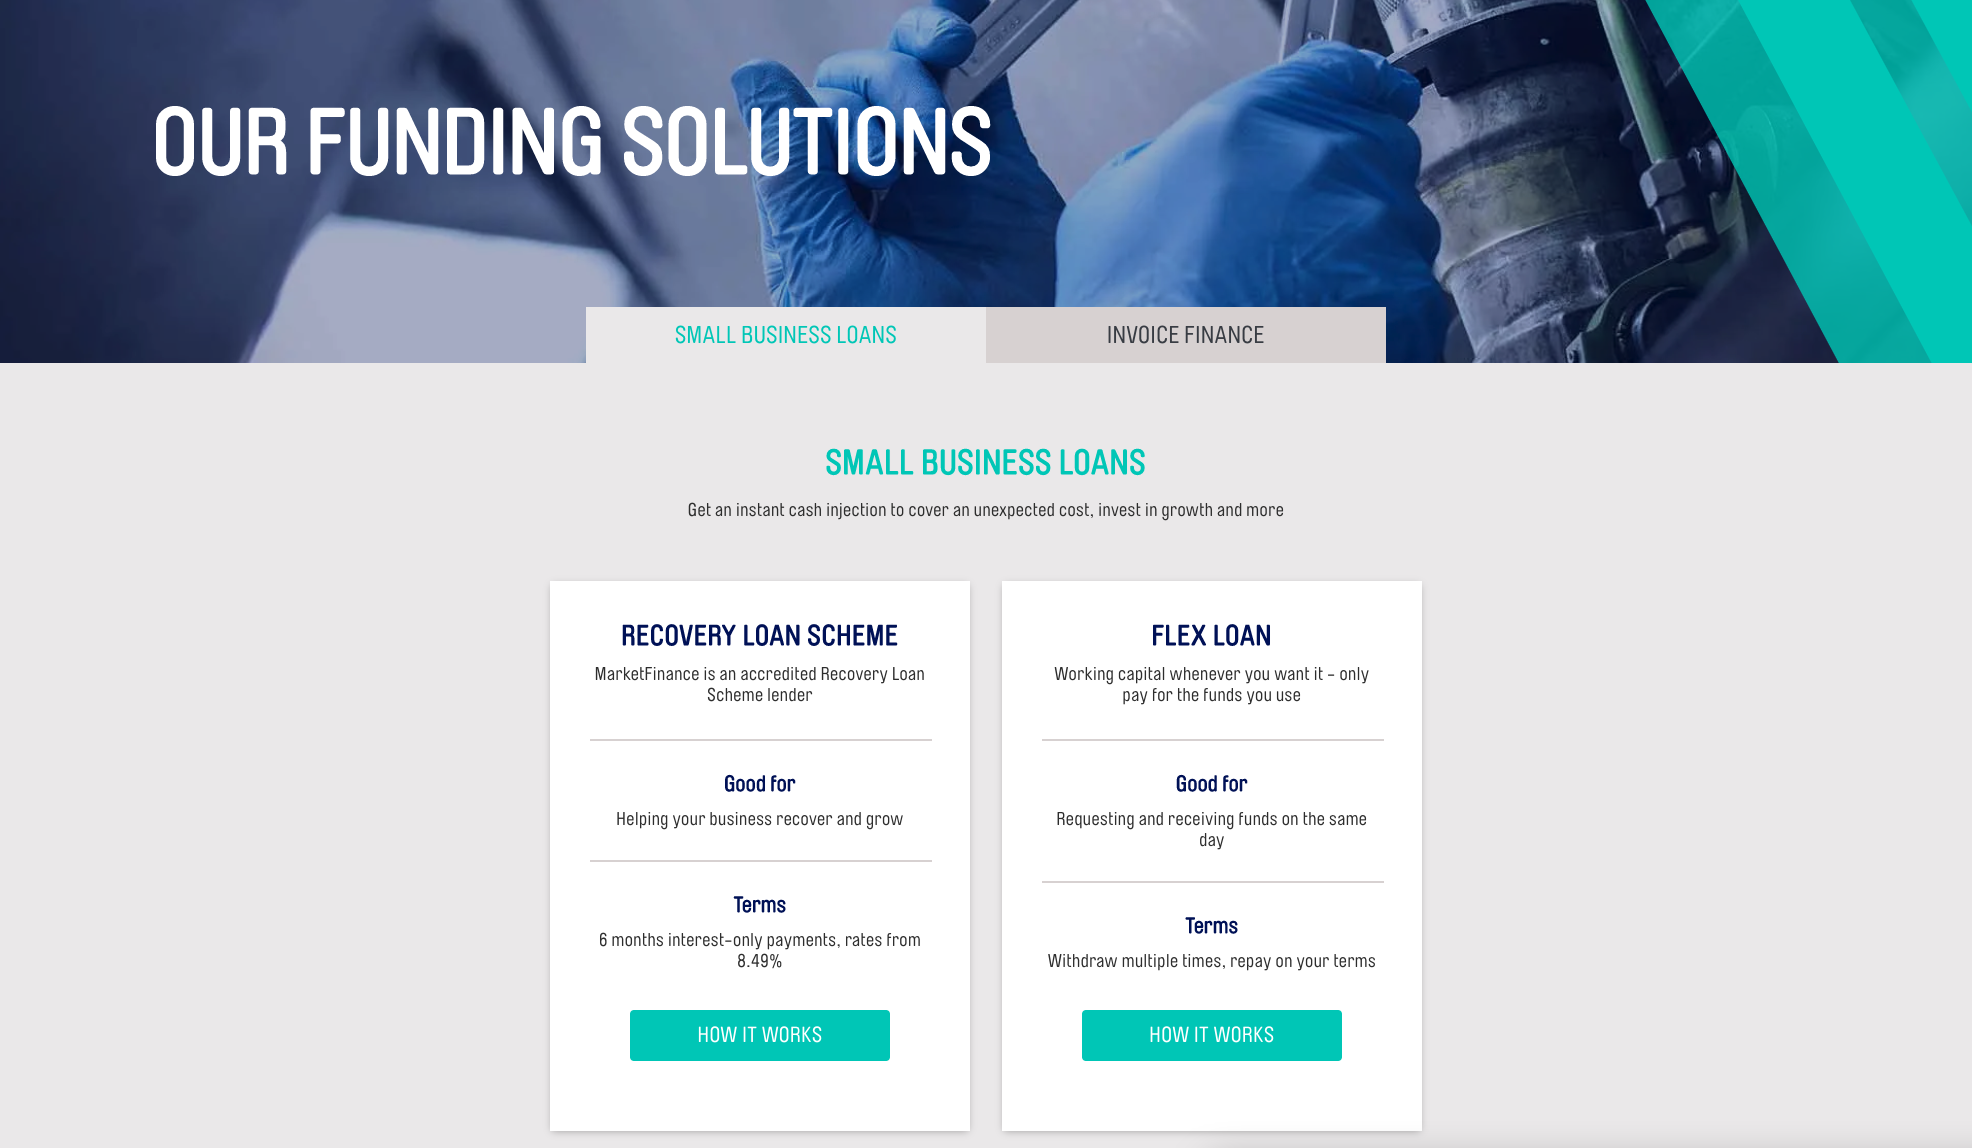 OUR FUNDING SOLUTIONS
SMALL BUSINESS LOANS
INVOICE FINANCE
SMALL BUSINESS LOANS
Get an instant cash injection to cover an unexpected cost, invest in growth and more
RECOVERY LOAN SCHEME
MarketFinance is an accredited Recovery Loan
Scheme lender
Good for
Helping your business recover and grow
Terms
6 months interest-only payments, rates from
8.49%
HOW IT WORKS
FLEX LOAN
Working capital whenever you want it - only
pay for the funds you use
Good for
Requesting and receiving funds on the same
day
Terms
Withdraw multiple times, repay on your terms
HOW IT WORKS